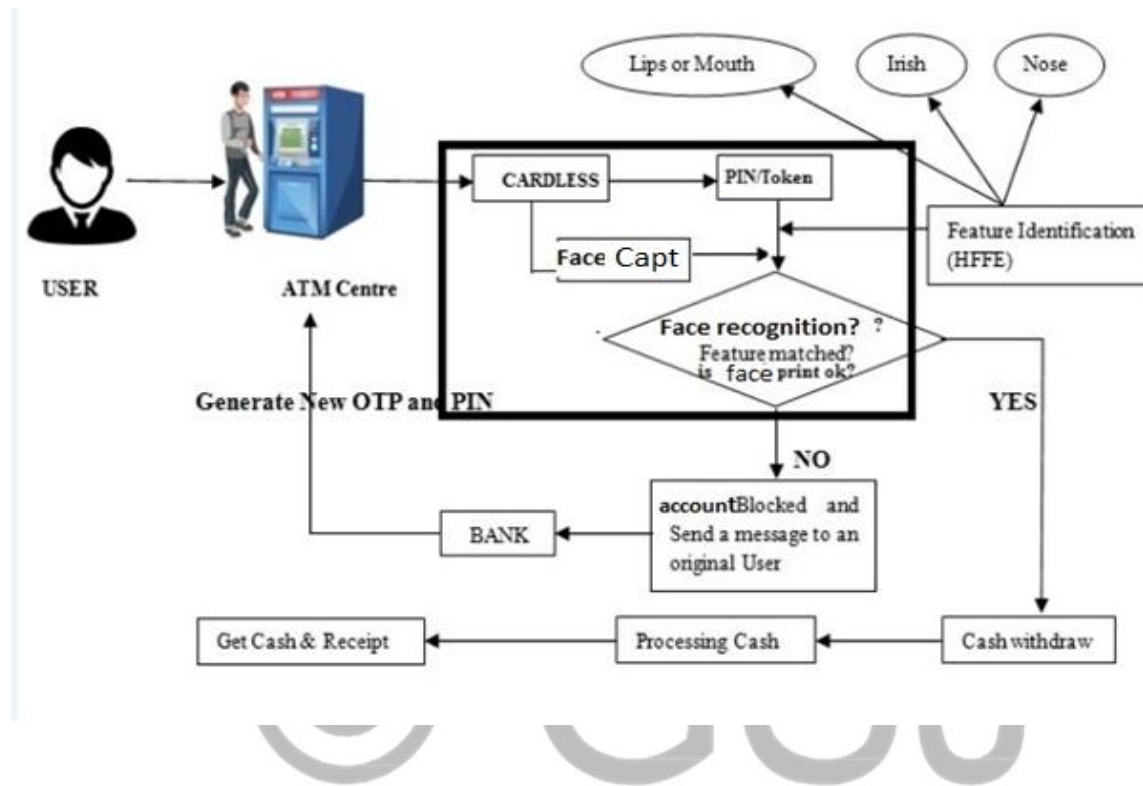 Lips or Mouth
Irish
Nose
CARDLESS
PIN/Token
Feature Identification
(HFFE)
Face Capt
USER
ATM Centre
Face recognition? ?
Feature matched?
is face print ok?
Generate New OTP and PIN
YES
NO
accountBlocked and
Send a message to an
original User
BANK
Get Cash & Receipt
Processing Cash
Cash withdraw